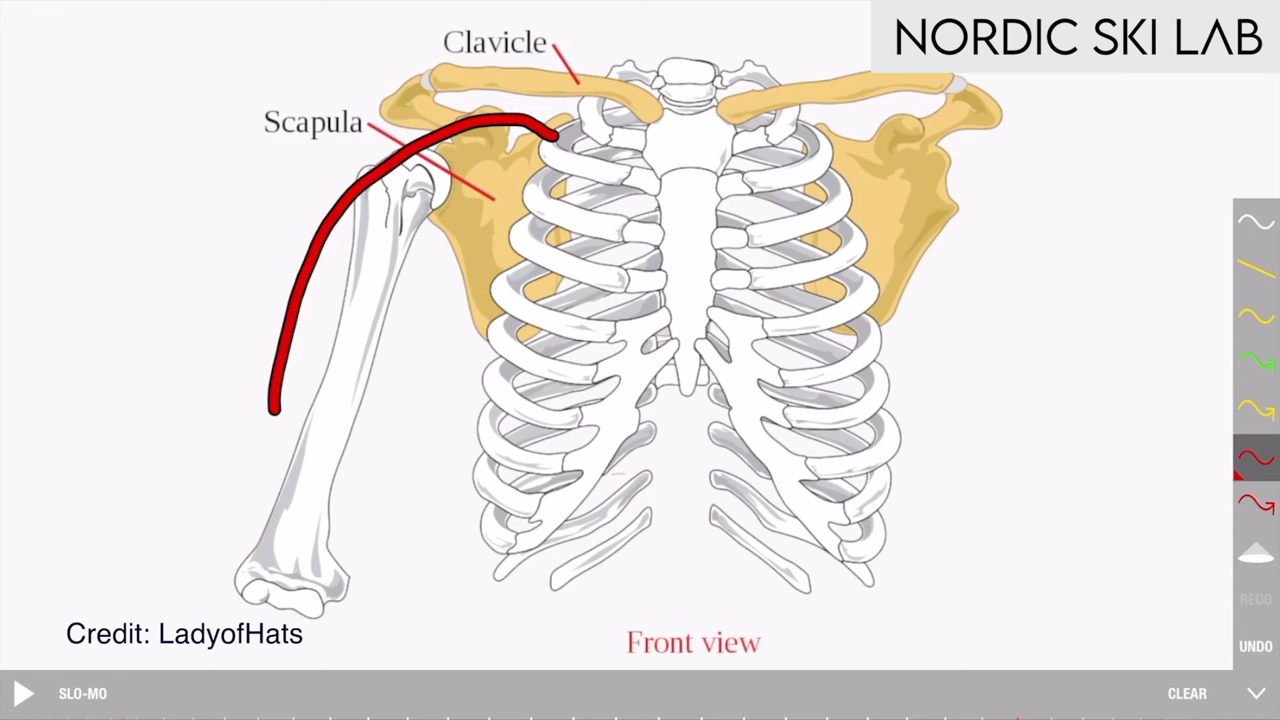 NORDIC SKI LAB
Clavicle
Scapula
Credit: LadyofHats
Front view
REDO
UNDO
SLO-MO
CLEAR